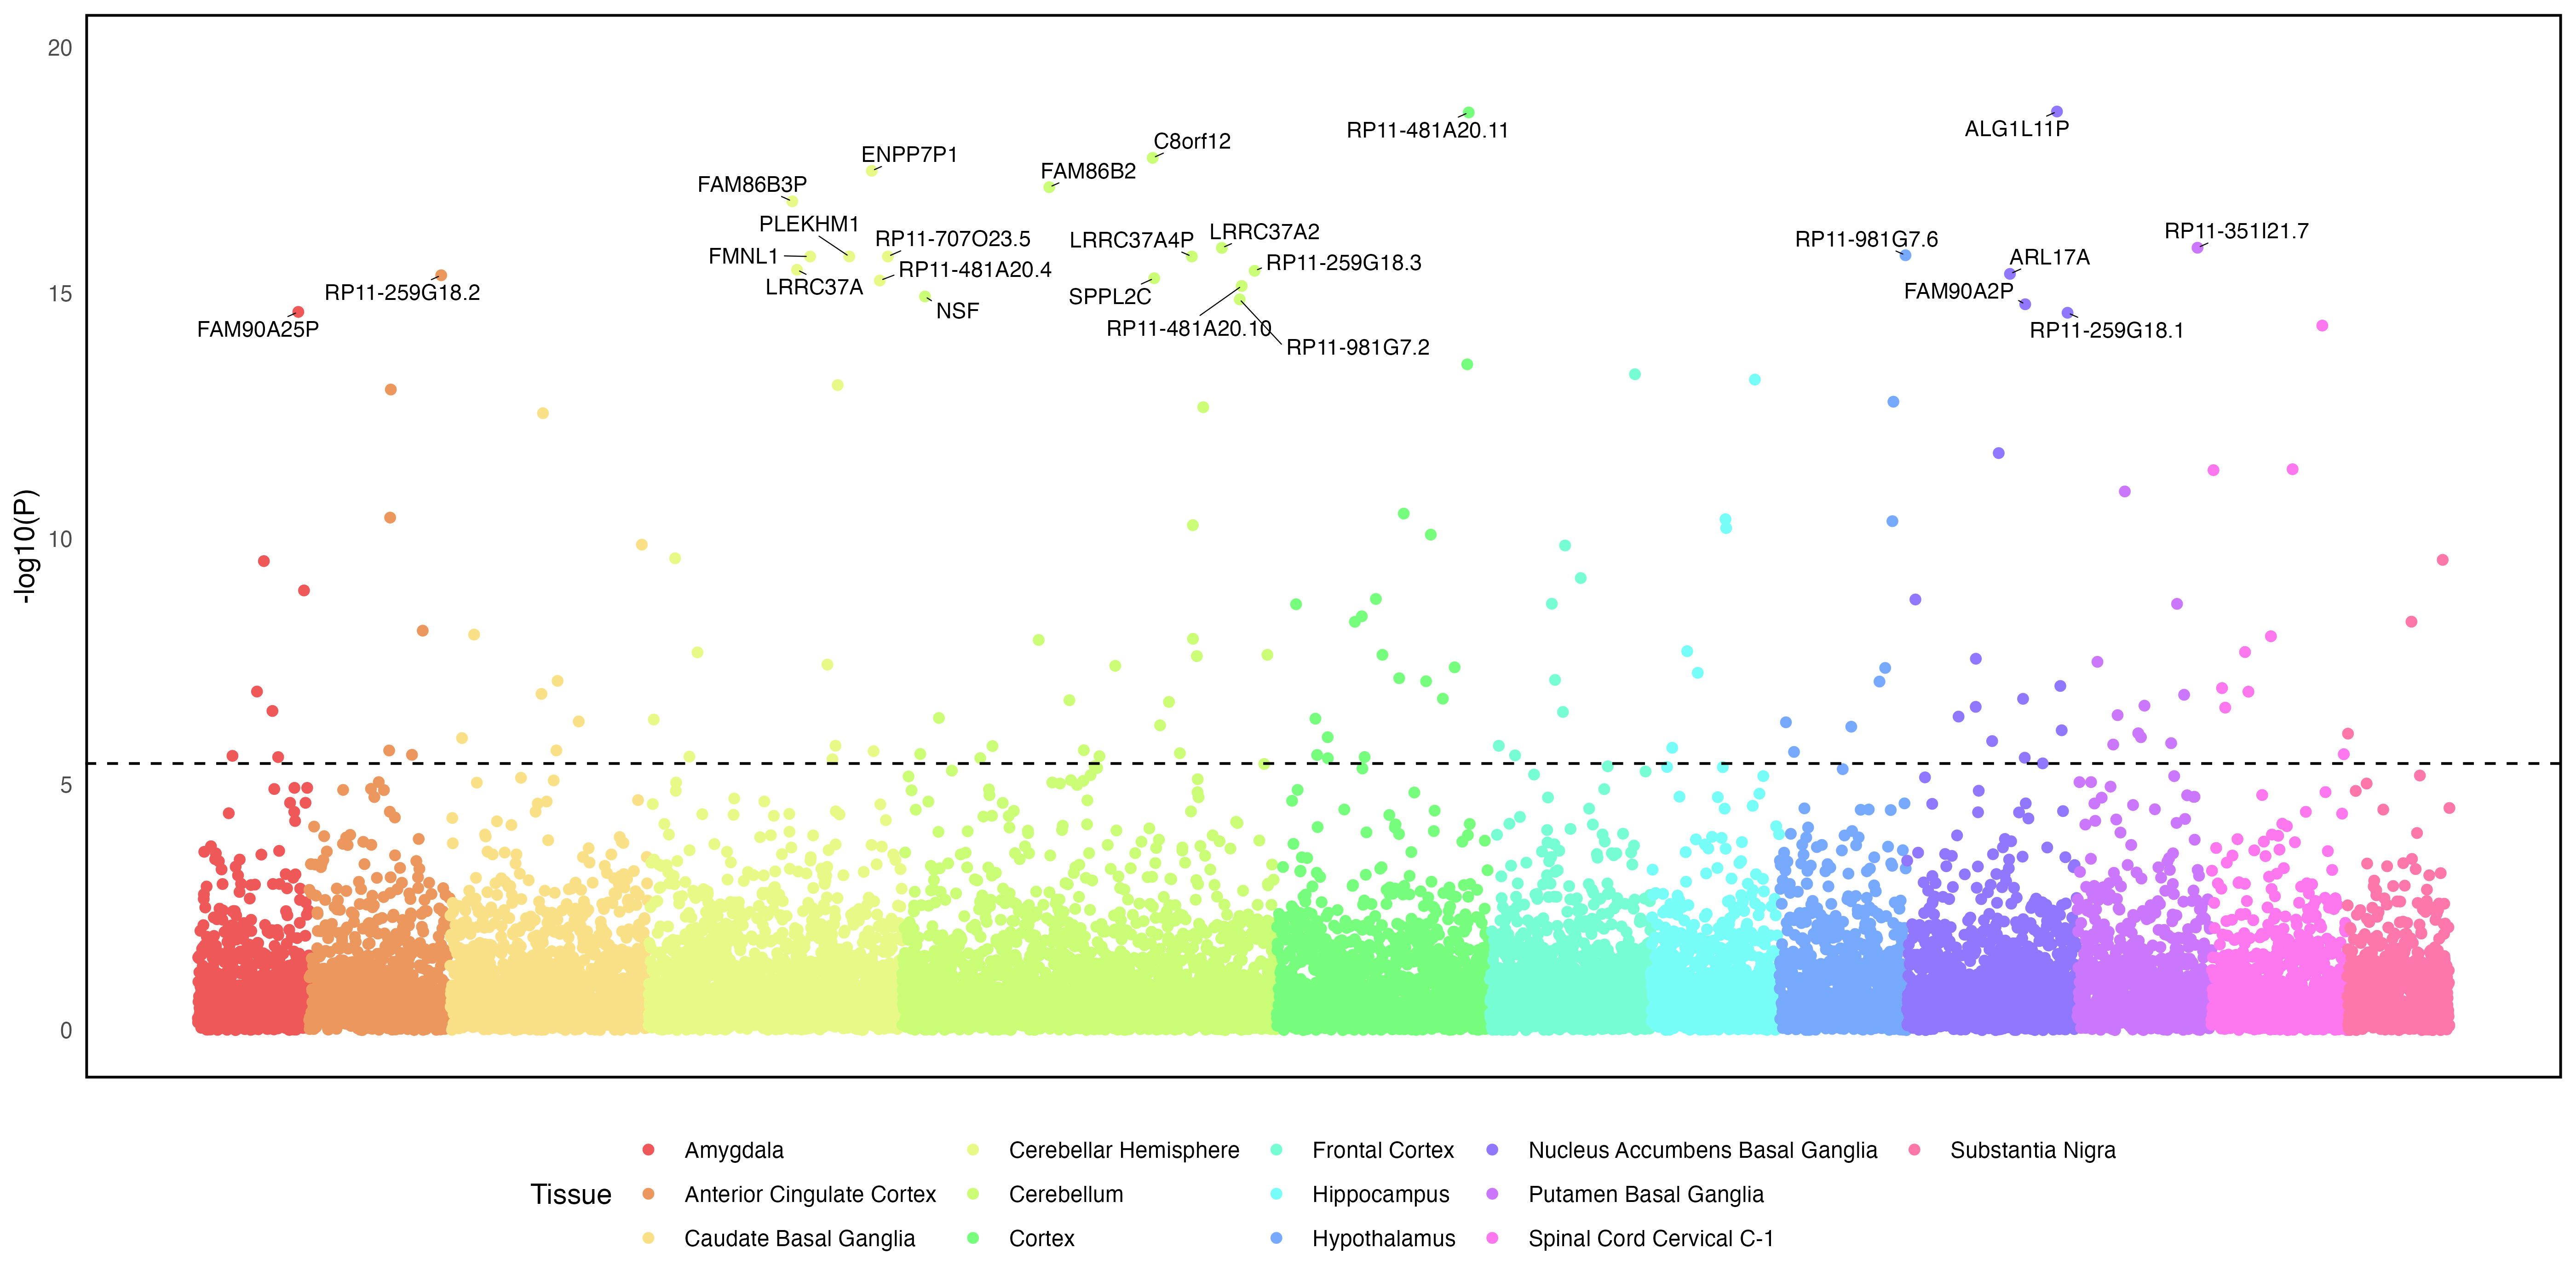 20
15
10
5
0
-log10(P)
RP11-481A20.11
ALG1L11P
C8orf12
ENPP7P1
FAM86B2
FAM86B3P
PLEKHM1
RP11-707O23.5
LRRC37A4P
LRRC37A2
RP11-981G7.6
RP11-351I21.7
FMNL1
RP11-481A20.4
RP11-259G18.3
ARL17A
RP11-259G18.2
LRRC37A
SPPL2C
FAM90A2P
FAM90A25P
NSF
RP11-481A20.10
RP11-259G18.1
RP11-981G7.2
Tissue
Amygdala
Anterior Cingulate Cortex
Caudate Basal Ganglia
Cerebellar Hemisphere
Cerebellum
Cortex
Frontal Cortex
Hippocampus
Hypothalamus
Nucleus Accumbens Basal Ganglia
Putamen Basal Ganglia
Spinal Cord Cervical C-1
Substantia Nigra